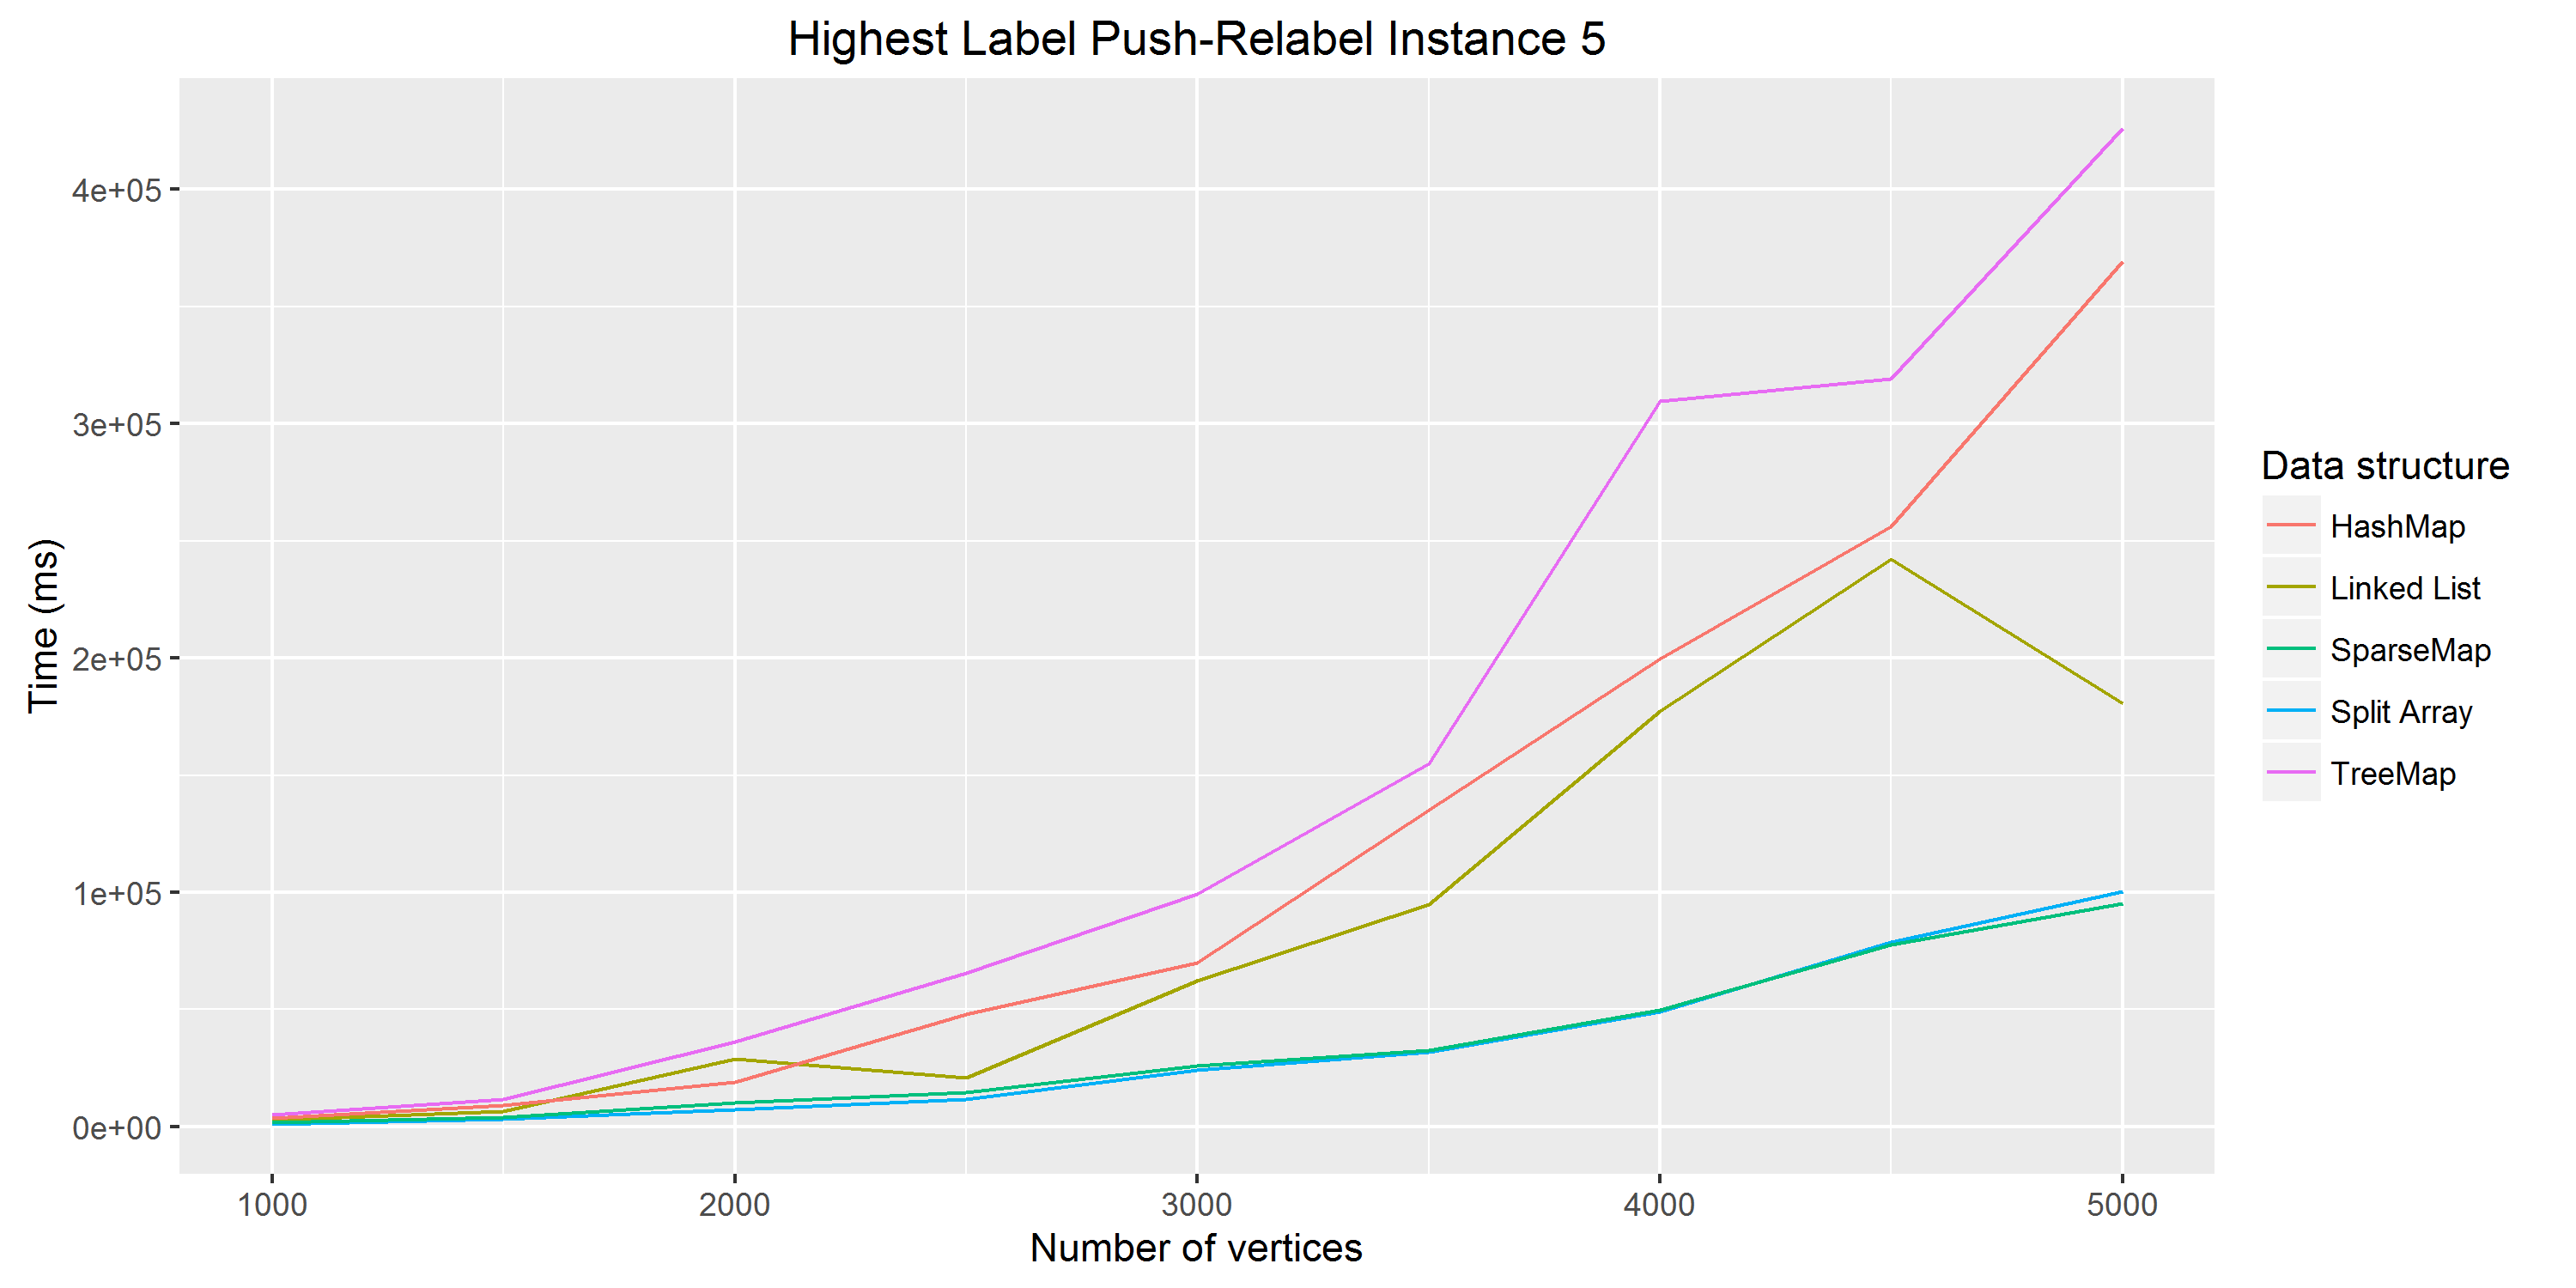 Highest Label Push-Relabel Instance 5
Time (ms)
4e+05
3e+05
2e+05
1e+05
0e+00
1000 2000 3000 4000 5000
Number of vertices
Data structure
HashMap
Linked List
SparseMap
Split Array
TreeMap